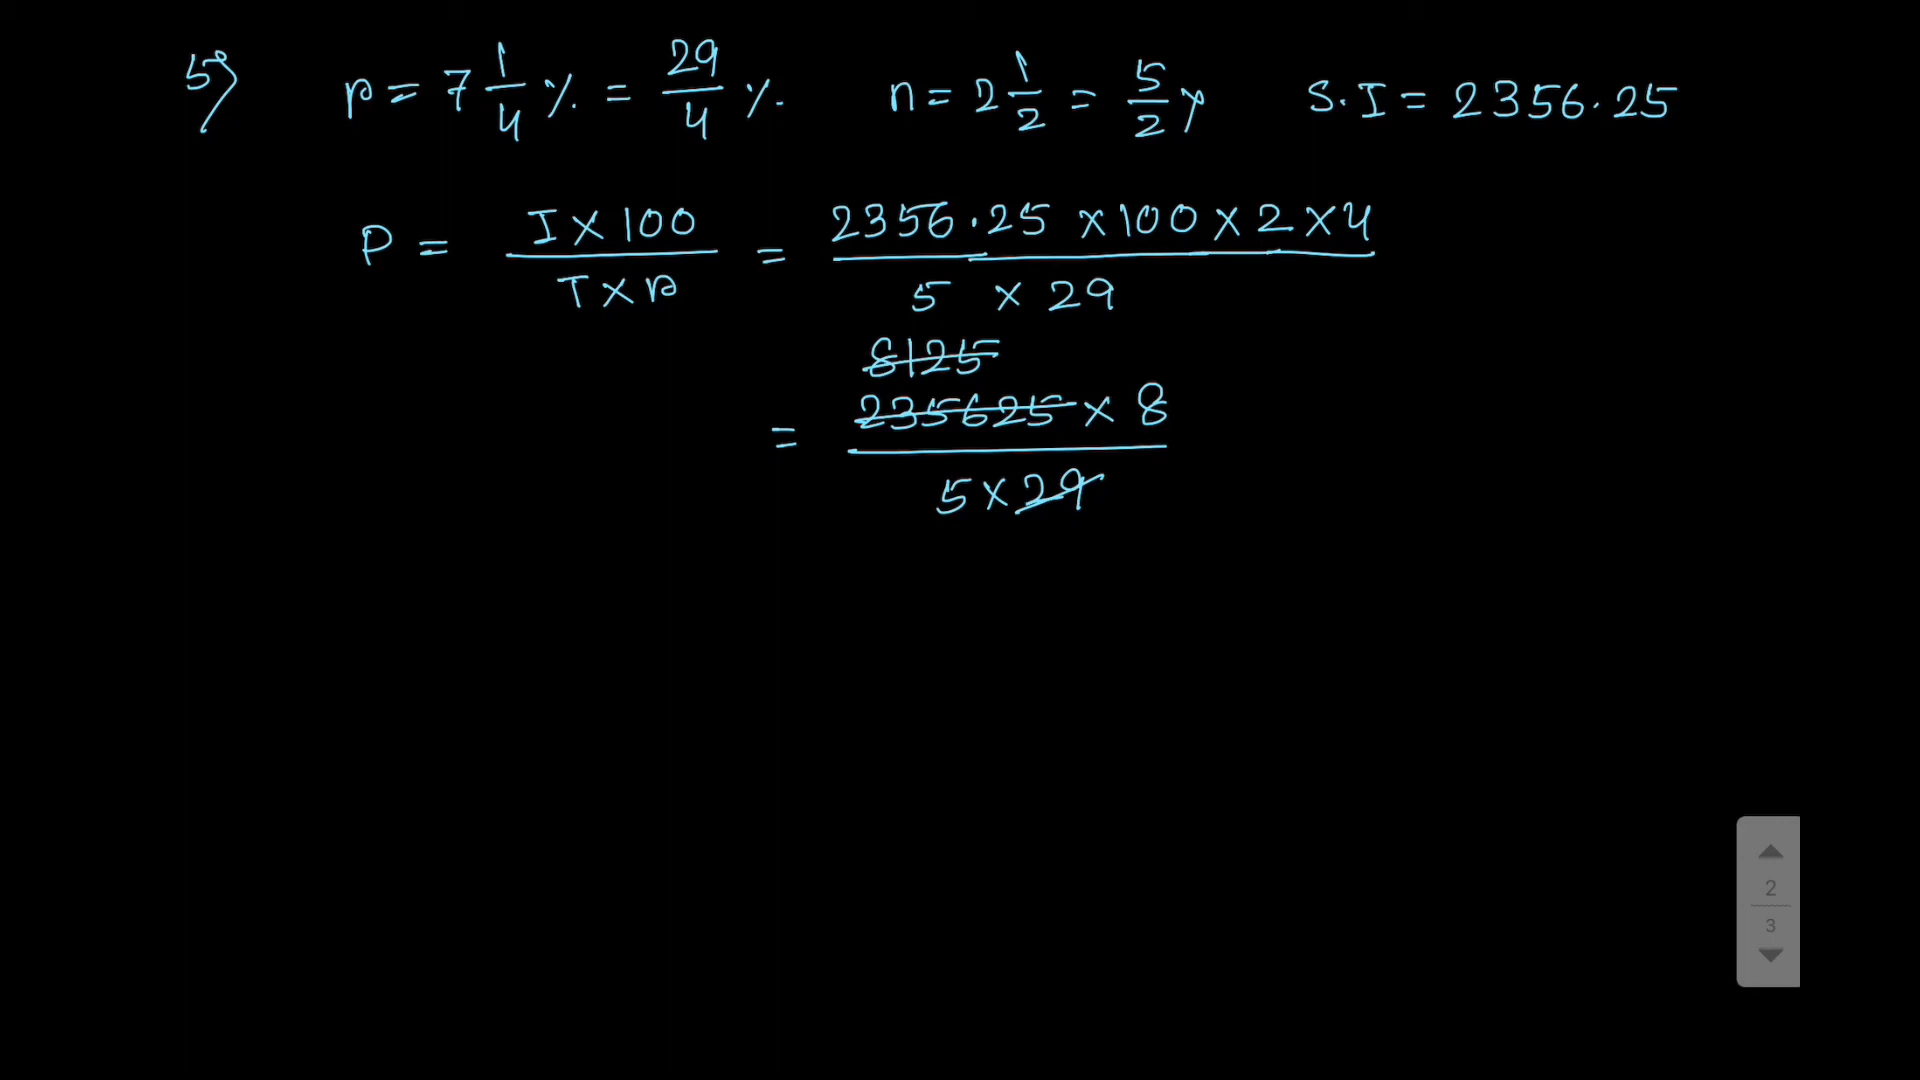 5) r = 7 1/4 % = 29/4 %. n = 2 1/2 = 5/2 y S.I = 2356.25
P = I × 100 / T × r = 2356.25 × 100 × 2 × 4 / 5 × 29
8125
= 235625 × 8 / 5 × 29
2
3